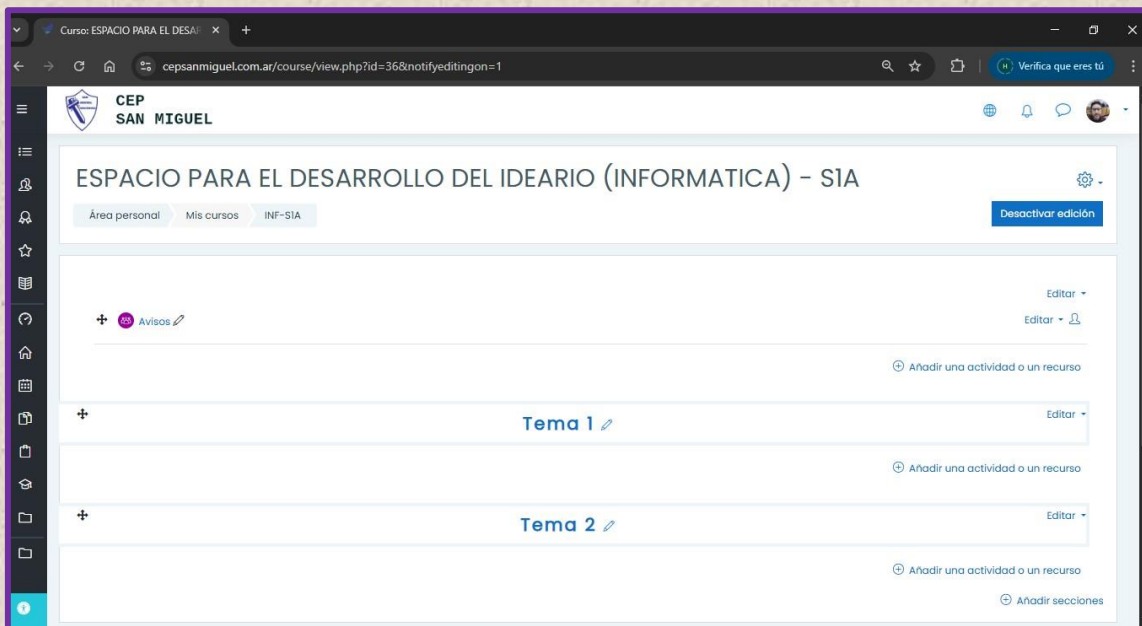 Curso: ESPACIO PARA EL DESAR
cepsanmiguel.com.ar/course/view.php?id=36&notifyeditingon=1
Verifica que eres tú
CEP
SAN MIGUEL
ESPACIO PARA EL DESARROLLO DEL IDEARIO (INFORMATICA) - S1A
Área personal Mis cursos INF-S1A
Desactivar edición
Editar
Avisos
Editar
Añadir una actividad o un recurso
Tema 1
Editar
Añadir una actividad o un recurso
Tema 2
Editar
Añadir una actividad o un recurso
Añadir secciones